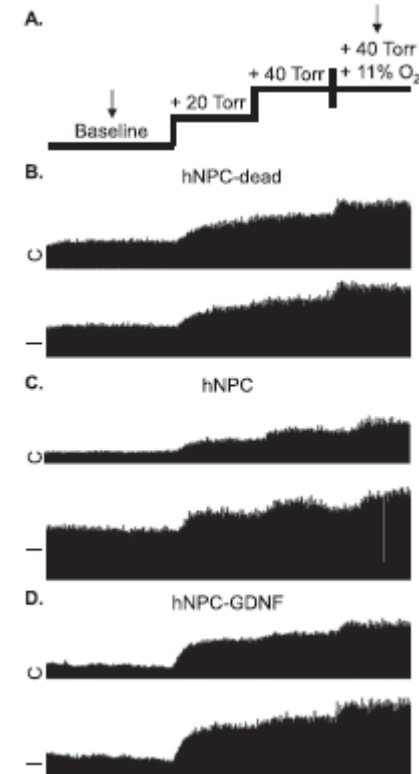 A.
+ 40 Torr
+ 40 Torr + 11% O₂
+ 20 Torr
Baseline
B.
hNPC-dead
C
I
C.
hNPC
C
I
D.
hNPC-GDNF
C
I